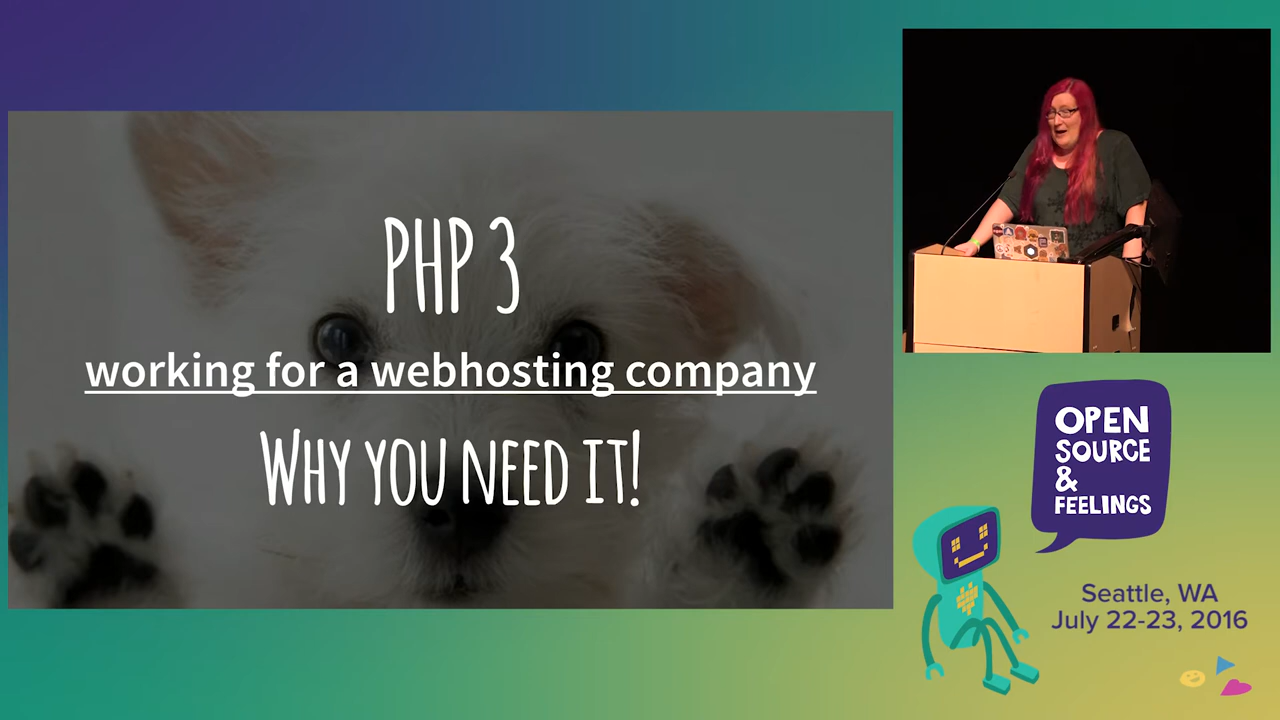 PHP 3
working for a webhosting company
WHY YOU NEED IT!
OPEN
SOURCE
&
FEELINGS
Seattle, WA
July 22-23, 2016